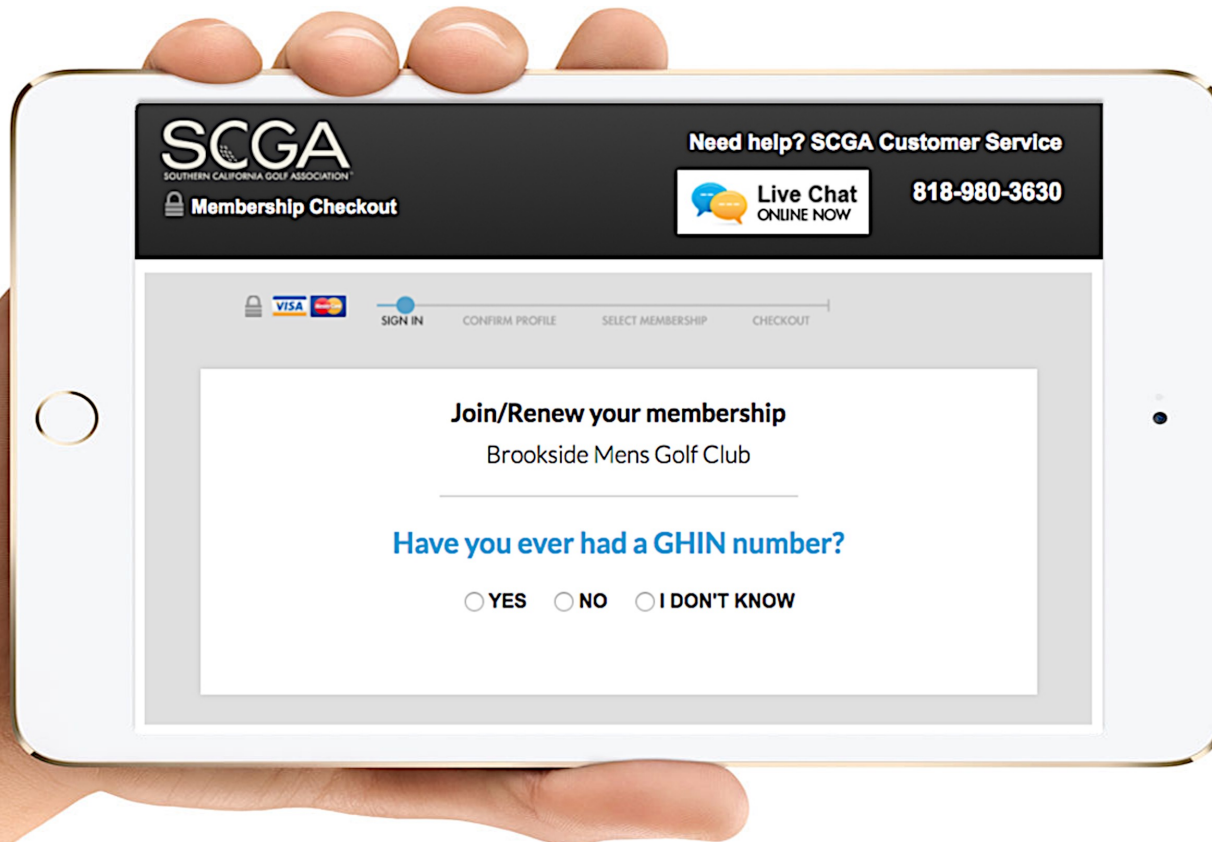 SCGA
SOUTHERN CALIFORNIA GOLF ASSOCIATION
Membership Checkout
Need help? SCGA Customer Service
Live Chat
ONLINE NOW
818-980-3630
VISA
SIGN IN CONFIRM PROFILE SELECT MEMBERSHIP CHECKOUT
Join/Renew your membership
Brookside Mens Golf Club
Have you ever had a GHIN number?
YES NO I DON'T KNOW